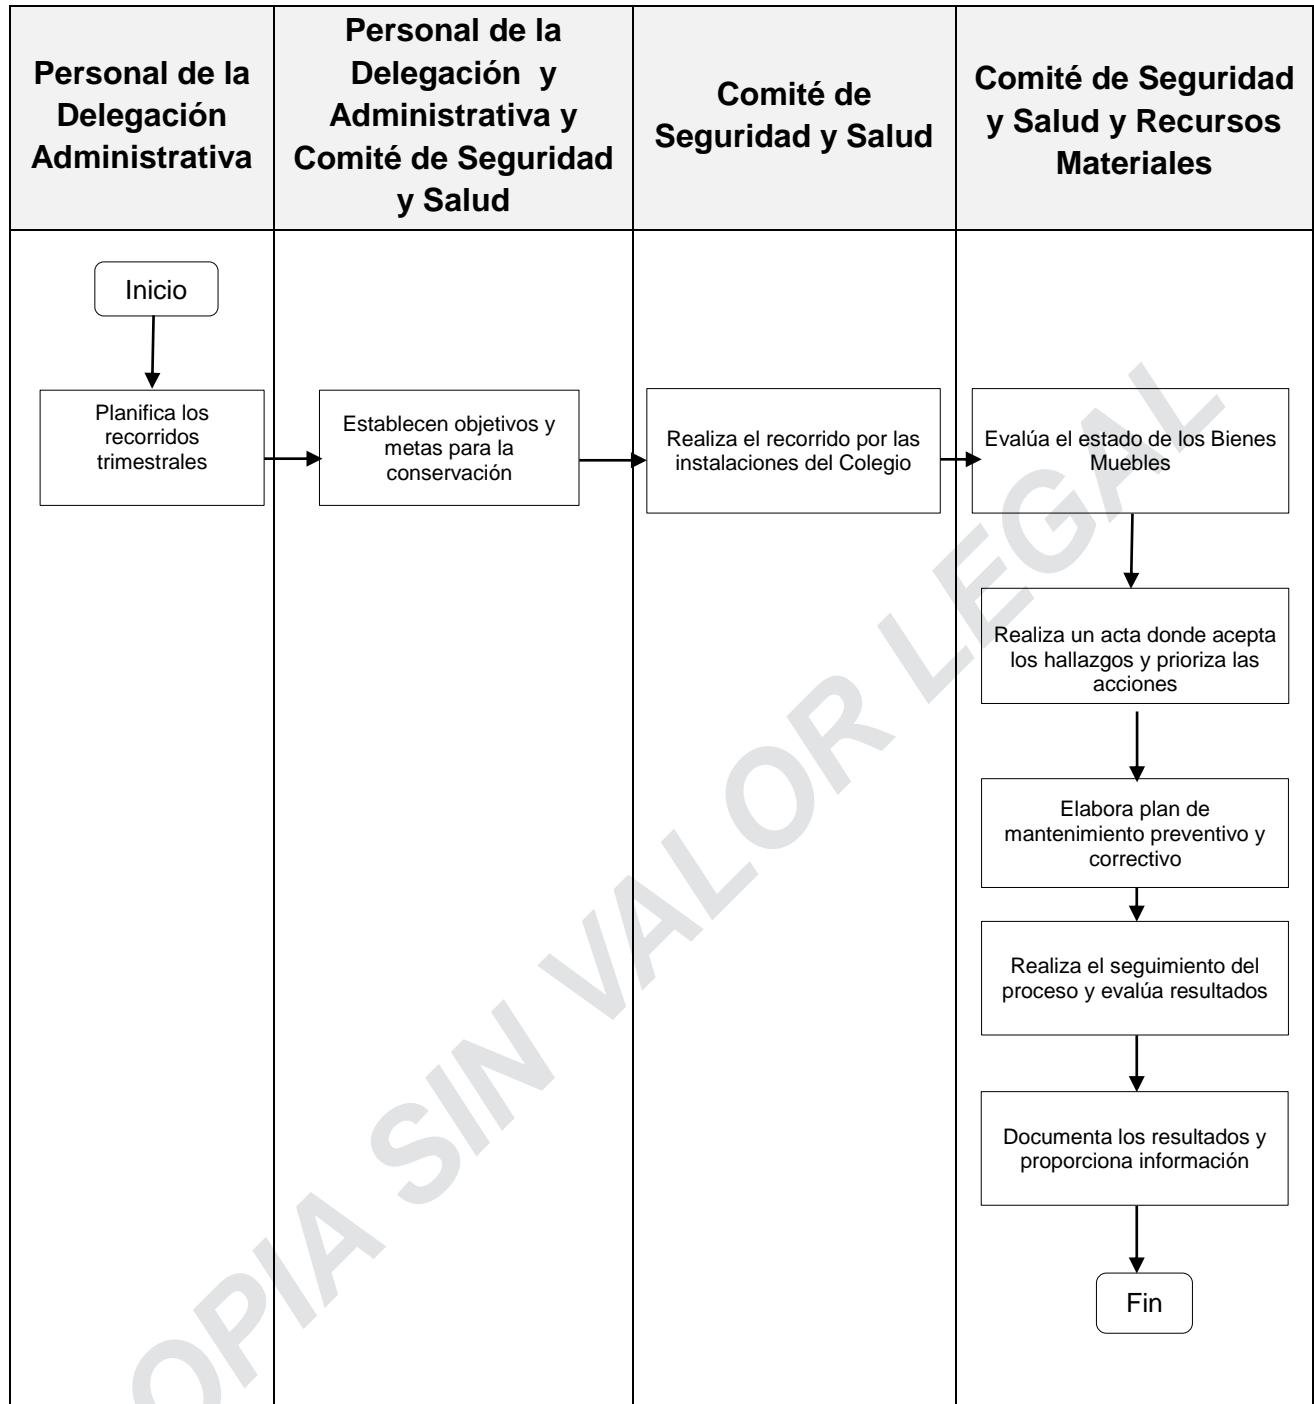 Personal de la
Delegación
Administrativa
Personal de la
Delegación y
Administrativa y
Comité de Seguridad
y Salud
Comité de
Seguridad y Salud
Comité de Seguridad
y Salud y Recursos
Materiales
Inicio
Planifica los
recorridos
trimestrales
Establecen objetivos y
metas para la
conservación
Realiza el recorrido por las
instalaciones del Colegio
Evalúa el estado de los Bienes
Muebles
Realiza un acta donde acepta
los hallazgos y prioriza las
acciones
Elabora plan de
mantenimiento preventivo y
correctivo
Realiza el seguimiento del
proceso y evalúa resultados
Documenta los resultados y
proporciona información
Fin
OPIA SIN VALOR LEGAL